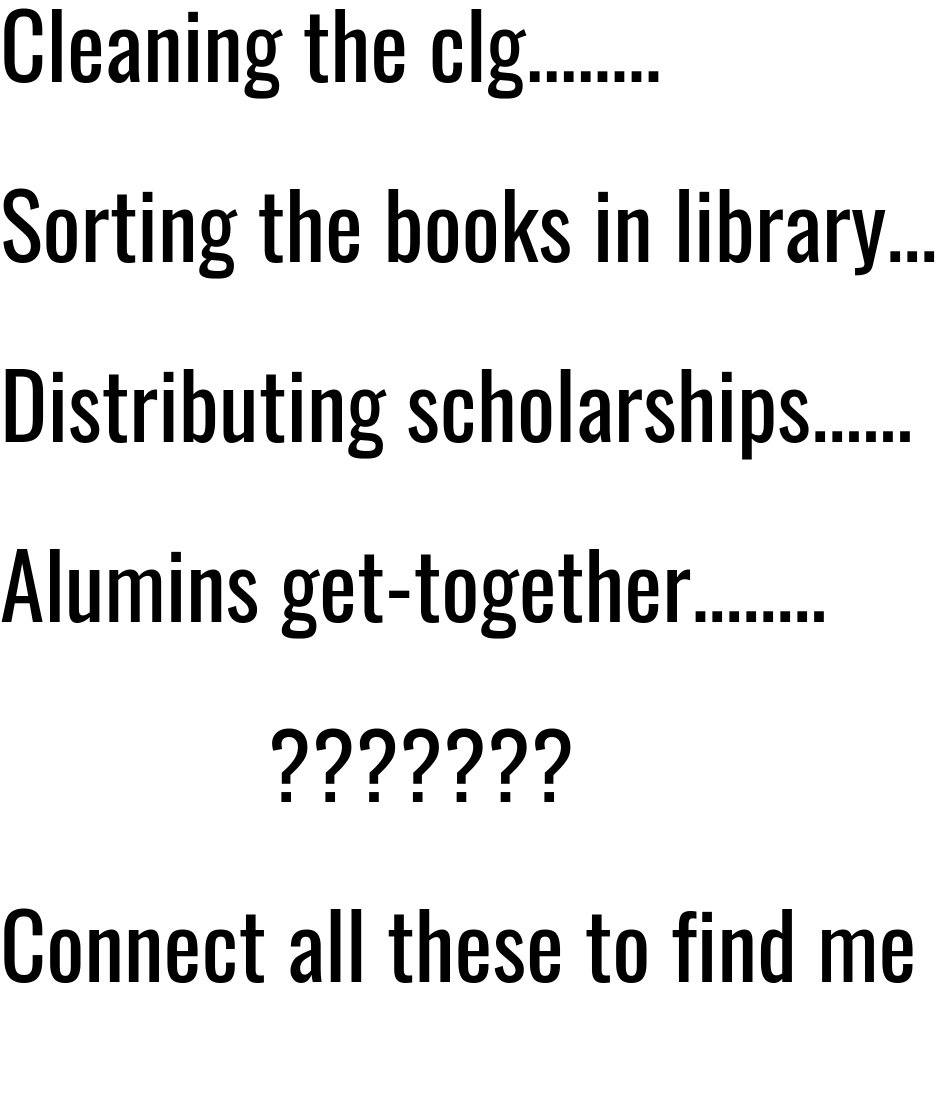 Cleaning the clg........
Sorting the books in library...
Distributing scholarships......
Alumins get-together........
???????
Connect all these to find me